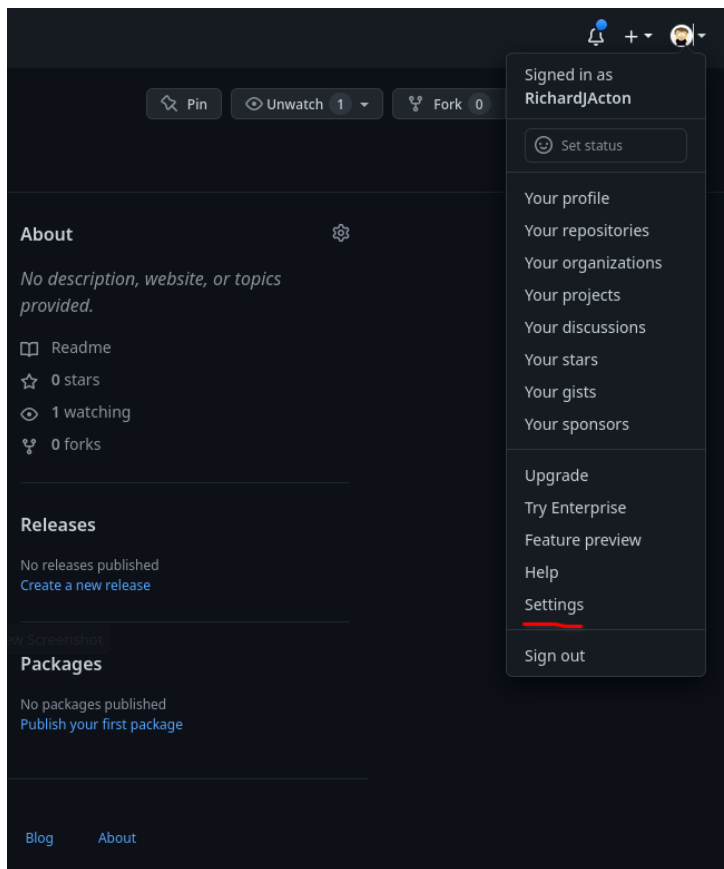 Signed in as
RichardJActon
Pin
Unwatch 1
Fork 0
Set status
Your profile
Your repositories
Your organizations
Your projects
Your discussions
Your stars
Your gists
Your sponsors
Upgrade
Try Enterprise
Feature preview
Help
Settings
Sign out
About
No description, website, or topics
provided.
Readme
0 stars
1 watching
0 forks
Releases
No releases published
Create a new release
Screenshot
Packages
No packages published
Publish your first package
Blog
About